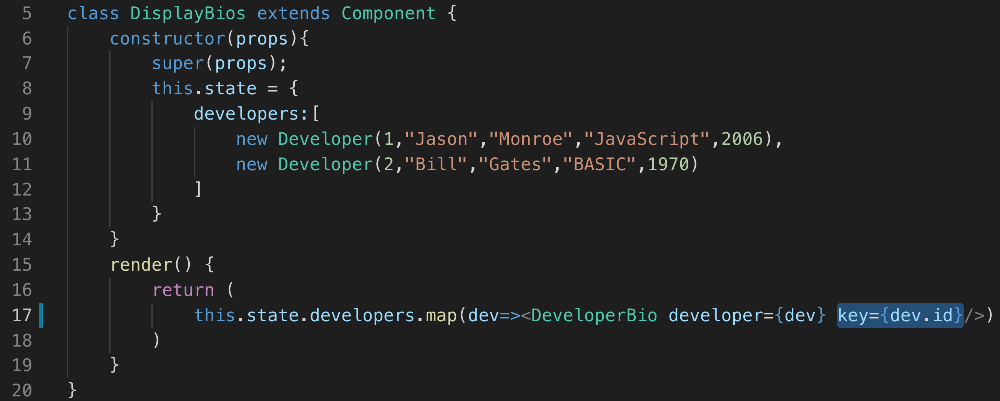 5 class DisplayBios extends Component {
6 constructor(props){
7 super(props);
8 this.state = {
9 developers:[
10 new Developer(1,"Jason","Monroe","JavaScript",2006),
11 new Developer(2,"Bill","Gates","BASIC",1970)
12 ]
13 }
14 }
15 render() {
16 return (
17 this.state.developers.map(dev=><DeveloperBio developer={dev} key={dev.id}/>)
18 )
19 }
20 }